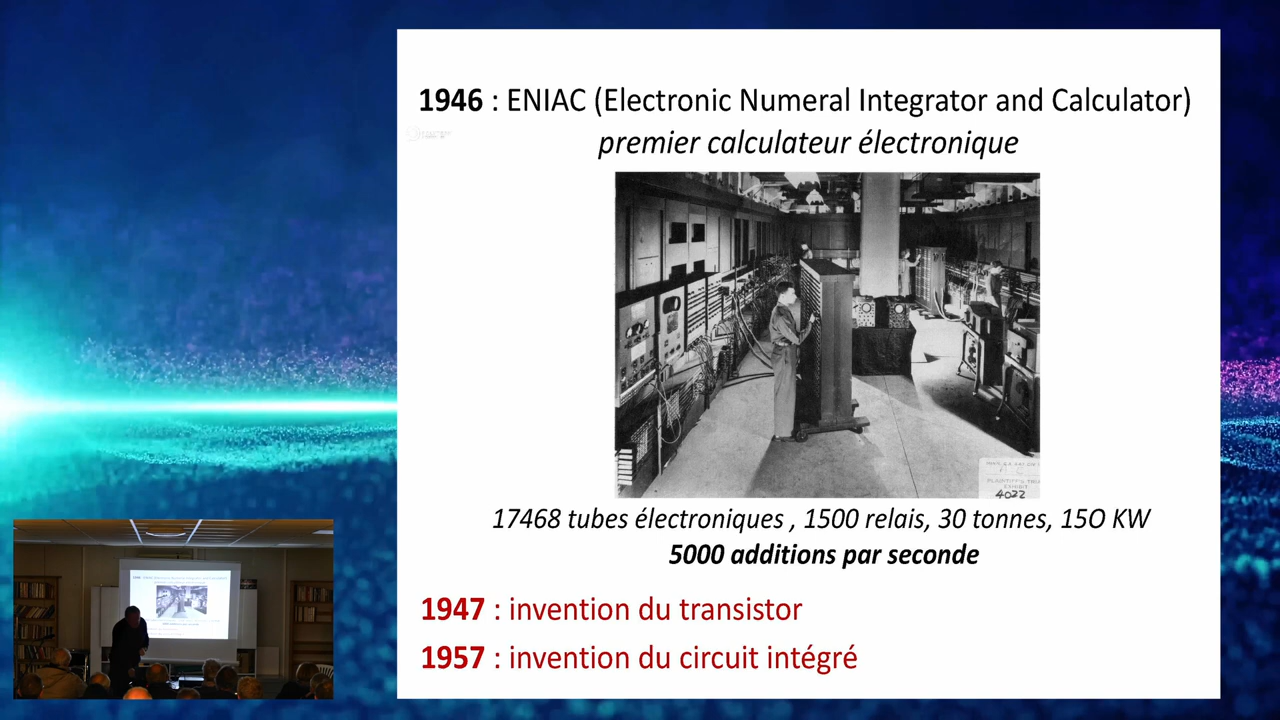 1946 : ENIAC (Electronic Numeral Integrator and Calculator)
premier calculateur électronique
4022
17468 tubes électroniques , 1500 relais, 30 tonnes, 15O KW
5000 additions par seconde
1947 : invention du transistor
1957 : invention du circuit intégré